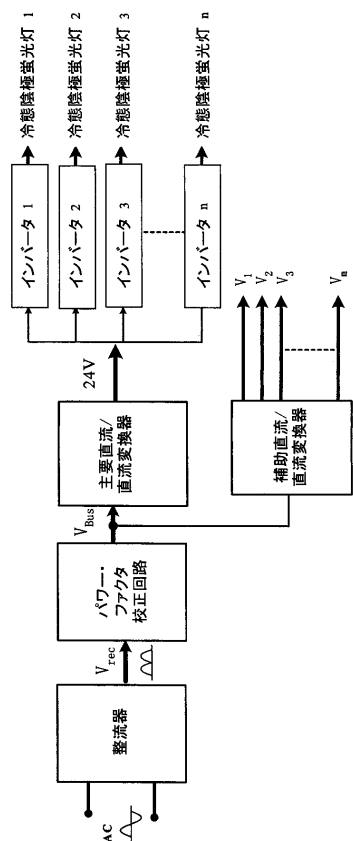 AC
整流器
Vrec
パワー・
ファクタ
校正回路
VBus
主要直流/
直流変換器
24V
インバータ 1
インバータ 2
インバータ 3
インバータ n
冷態陰極蛍光灯 1
冷態陰極蛍光灯 2
冷態陰極蛍光灯 3
冷態陰極蛍光灯 n
補助直流/
直流変換器
V1
V2
V3
Vm